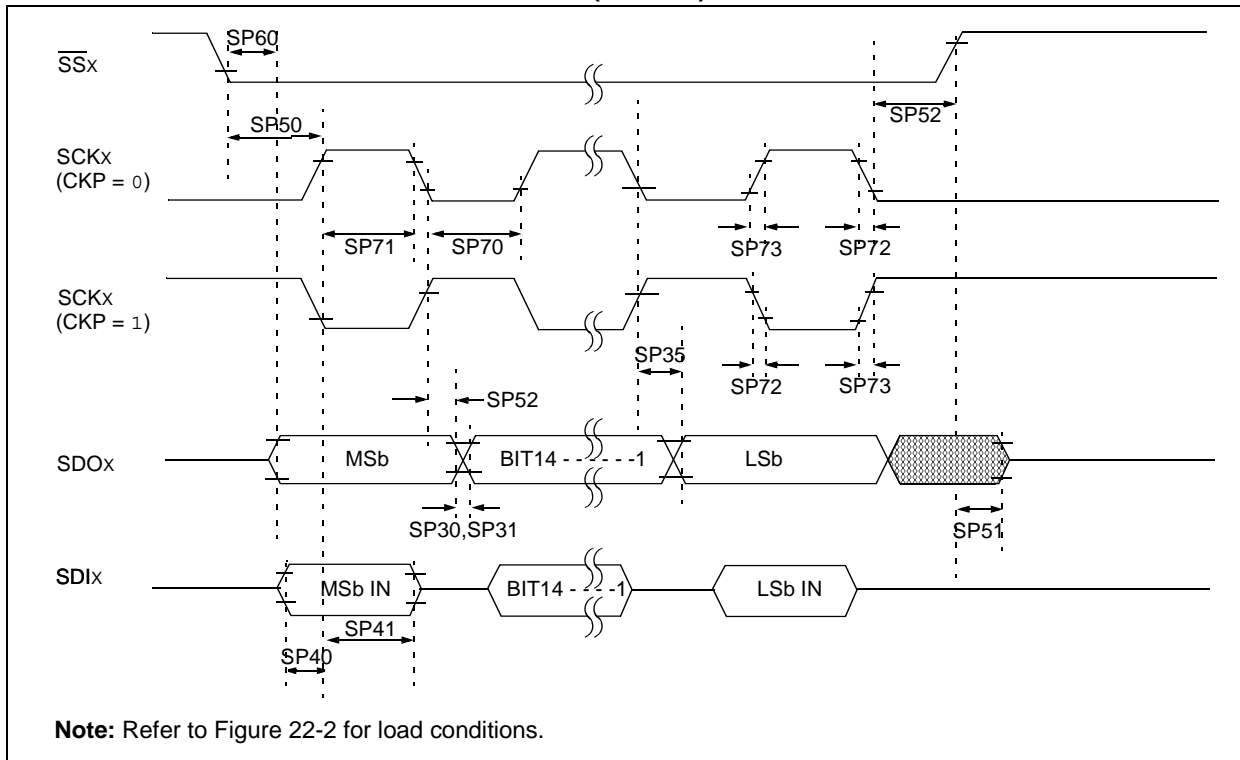 SP60
SSX
SP50
SP52
SCKX
(CKP = 0)
SP71
SP70
SP73
SP72
SCKX
(CKP = 1)
SP35
SP72
SP73
SP52
SDOX
MSb
BIT14 - - - - - -1
LSb
SP30,SP31
SP51
SDIX
MSb IN
BIT14 - - - -1
LSb IN
SP41
SP40
Note: Refer to Figure 22-2 for load conditions.